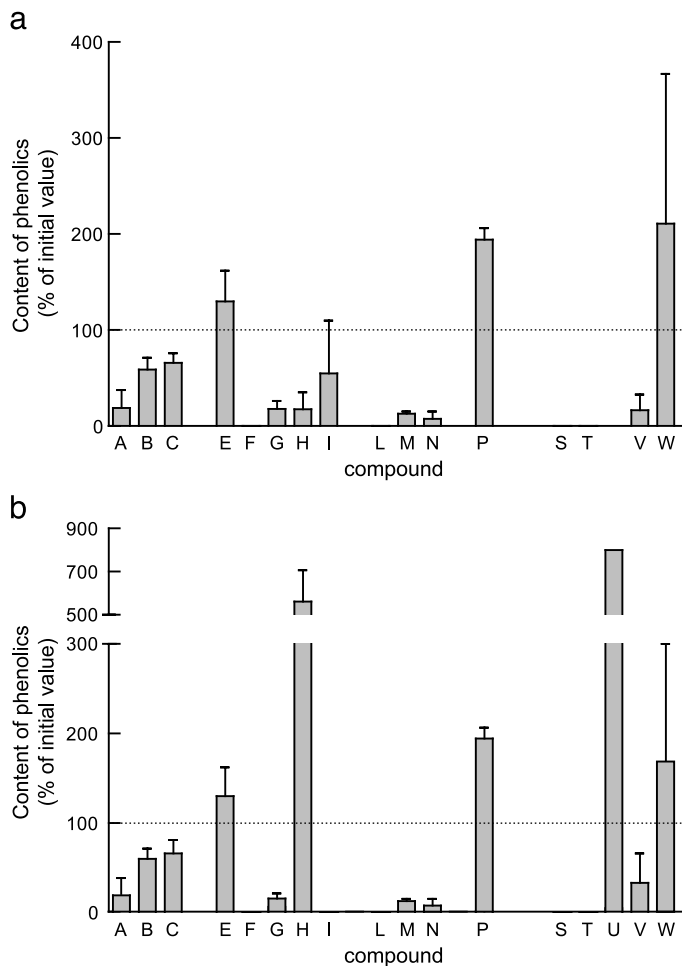 a
Content of phenolics
(% of initial value)
400
300
200
100
0
A B C E F G H I L M N P S T V W
compound
b
Content of phenolics
(% of initial value)
900
700
500
300
200
100
0
A B C E F G H I L M N P S T U V W
compound